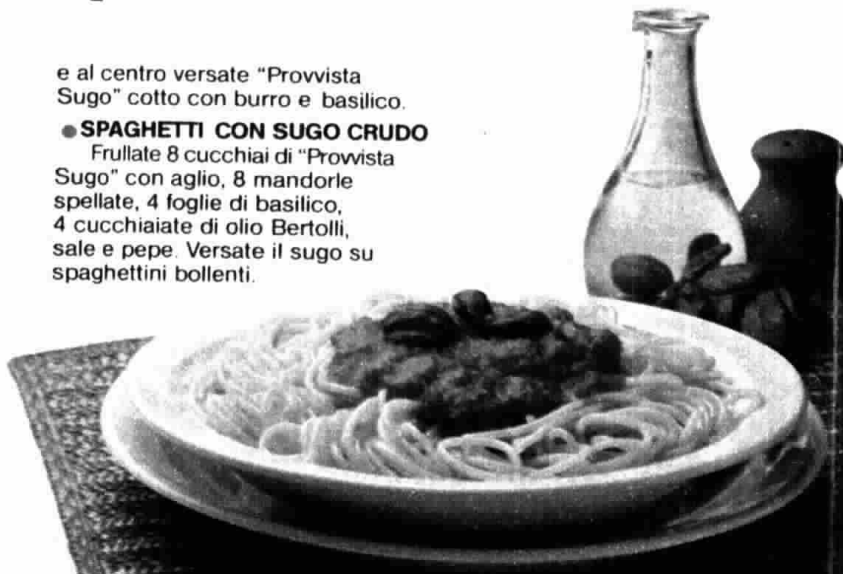 e al centro versate "Provvista
Sugo" cotto con burro e basilico.
● SPAGHETTI CON SUGO CRUDO
Frullate 8 cucchiai di "Provvista
Sugo" con aglio, 8 mandorle
spellate, 4 foglie di basilico,
4 cucchiaiate di olio Bertolli,
sale e pepe. Versate il sugo su
spaghettini bollenti.